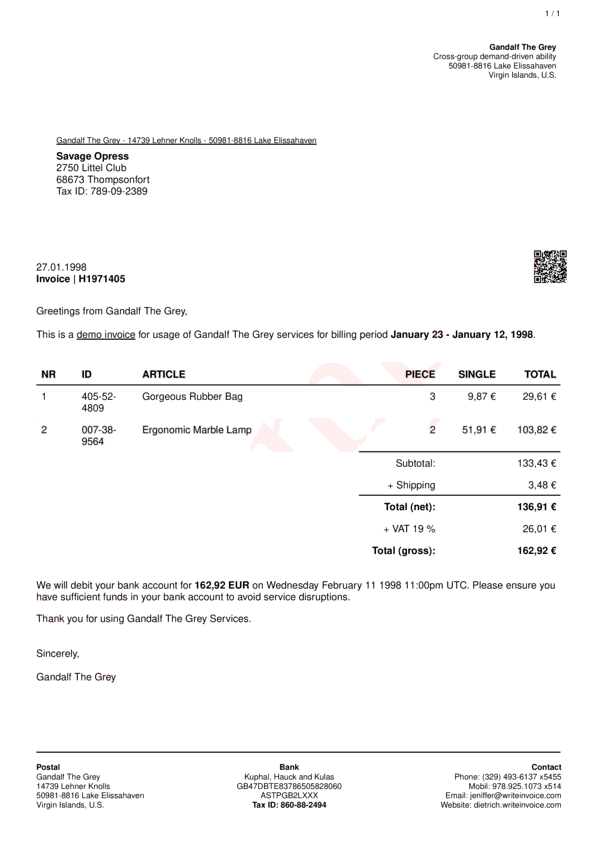 1 / 1
Gandalf The Grey
Cross-group demand-driven ability
50981-8816 Lake Elissahaven
Virgin Islands, U.S.
Gandalf The Grey - 14739 Lehner Knolls - 50981-8816 Lake Elissahaven
Savage Opress
2750 Littel Club
68673 Thompsonfort
Tax ID: 789-09-2389
27.01.1998
Invoice | H1971405
Greetings from Gandalf The Grey,
This is a demo invoice for usage of Gandalf The Grey services for billing period January 23 - January 12, 1998.
NR ID ARTICLE PIECE SINGLE TOTAL
1 405-52- Gorgeous Rubber Bag 3 9,87 € 29,61 €
4809
2 007-38- Ergonomic Marble Lamp 2 51,91 € 103,82 €
9564
Subtotal: 133,43 €
+ Shipping 3,48 €
Total (net): 136,91 €
+ VAT 19 % 26,01 €
Total (gross): 162,92 €
We will debit your bank account for 162,92 EUR on Wednesday February 11 1998 11:00pm UTC. Please ensure you
have sufficient funds in your bank account to avoid service disruptions.
Thank you for using Gandalf The Grey Services.
Sincerely,
Gandalf The Grey
Postal
Gandalf The Grey
14739 Lehner Knolls
50981-8816 Lake Elissahaven
Virgin Islands, U.S.
Bank
Kuphal, Hauck and Kulas
GB47DBTE83786505828060
ASTPGB2LXXX
Tax ID: 860-88-2494
Contact
Phone: (329) 493-6137 x5455
Mobil: 978.925.1073 x514
Email: jeniffer@writeinvoice.com
Website: dietrich.writeinvoice.com